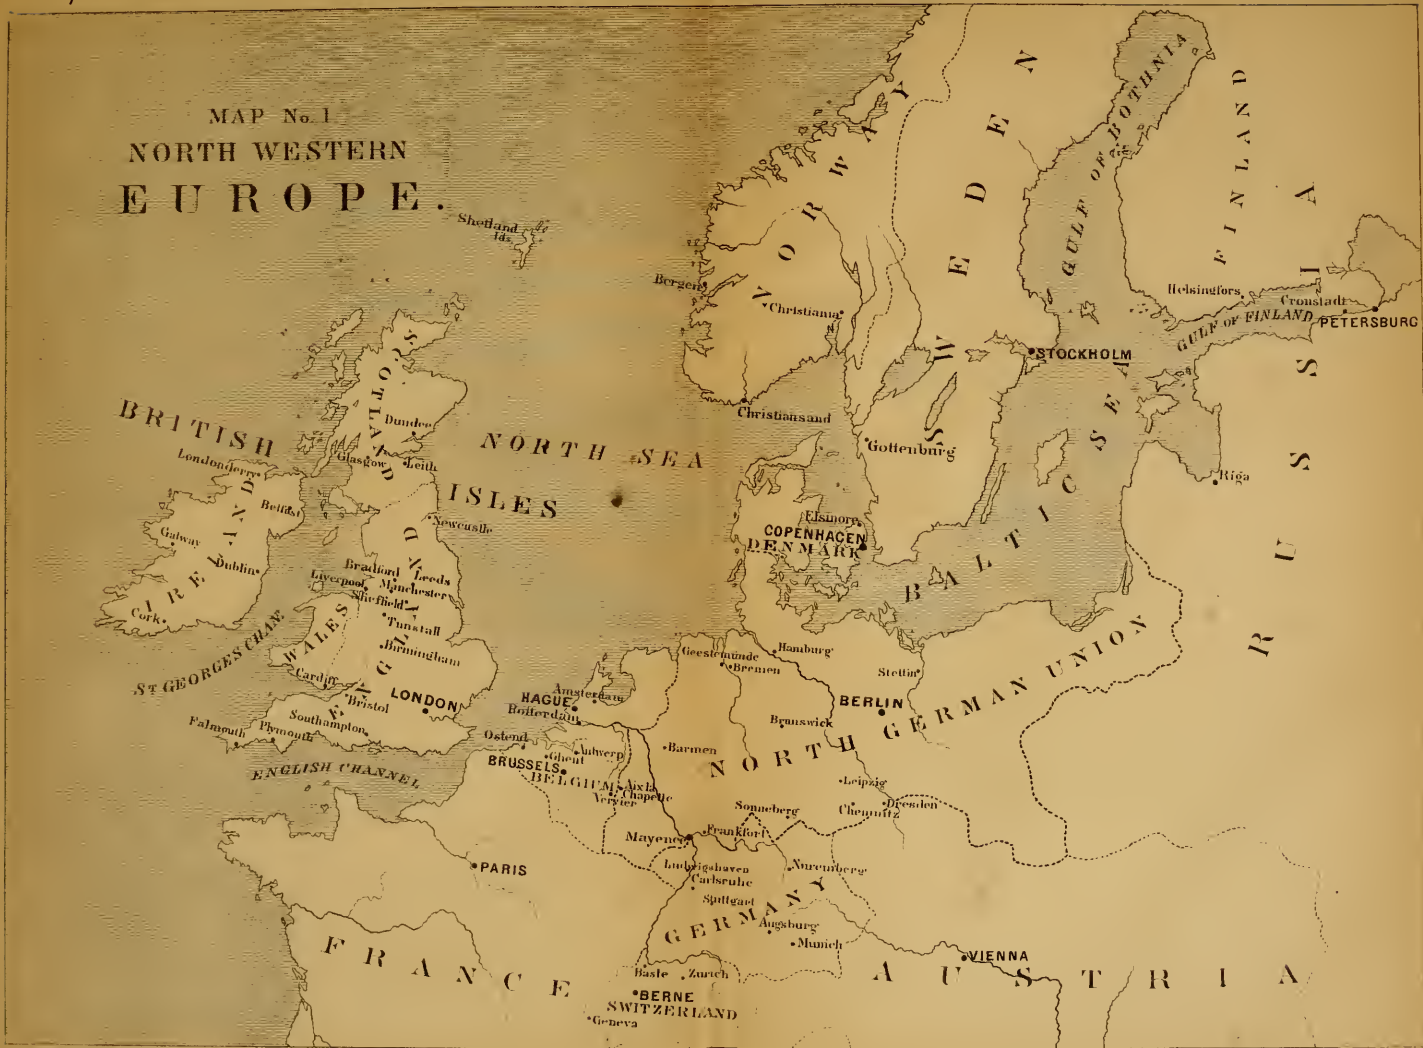 MAP No. 1
NORTH WESTERN
EUROPE.
Shetland
Ids.
NORWAY
SWEDEN
GULF OF BOTHNIA
FINLAND
RUSSIA
Bergen
Christiania
Helsingfors
Cronstadt
GULF OF FINLAND
PETERSBURG
STOCKHOLM
Christiansand
Gottenburg
Riga
BALTIC SEA
BRITISH
ISLES
NORTH SEA
SCOTLAND
Dundee
Glasgow
Leith
Londonderry
Belfast
IRELAND
Galway
Dublin
Cork
Newcastle
ENGLAND
Bradford
Leeds
Liverpool
Manchester
Sheffield
Tunstall
Birmingham
WALES
Cardiff
Bristol
LONDON
ST GEORGES CHAN.
Southampton
Falmouth
Plymouth
ENGLISH CHANNEL
Elsinore
COPENHAGEN
DENMARK
Geestemunde
Hamburg
Bremen
Stettin
BERLIN
Brunswick
NORTH GERMAN UNION
Amsterdam
HAGUE
Rotterdam
Ostend
Antwerp
Ghent
BRUSSELS
BELGIUM
Aix la
Chapelle
Vervier
Barmen
Leipzig
Dresden
Chemnitz
Sonneberg
Mayence
Frankfort
Ludwigshaven
Carlsruhe
Nuremberg
Stuttgart
GERMANY
Augsburg
Munich
PARIS
FRANCE
Basle
Zurich
BERNE
SWITZERLAND
Geneva
VIENNA
AUSTRIA